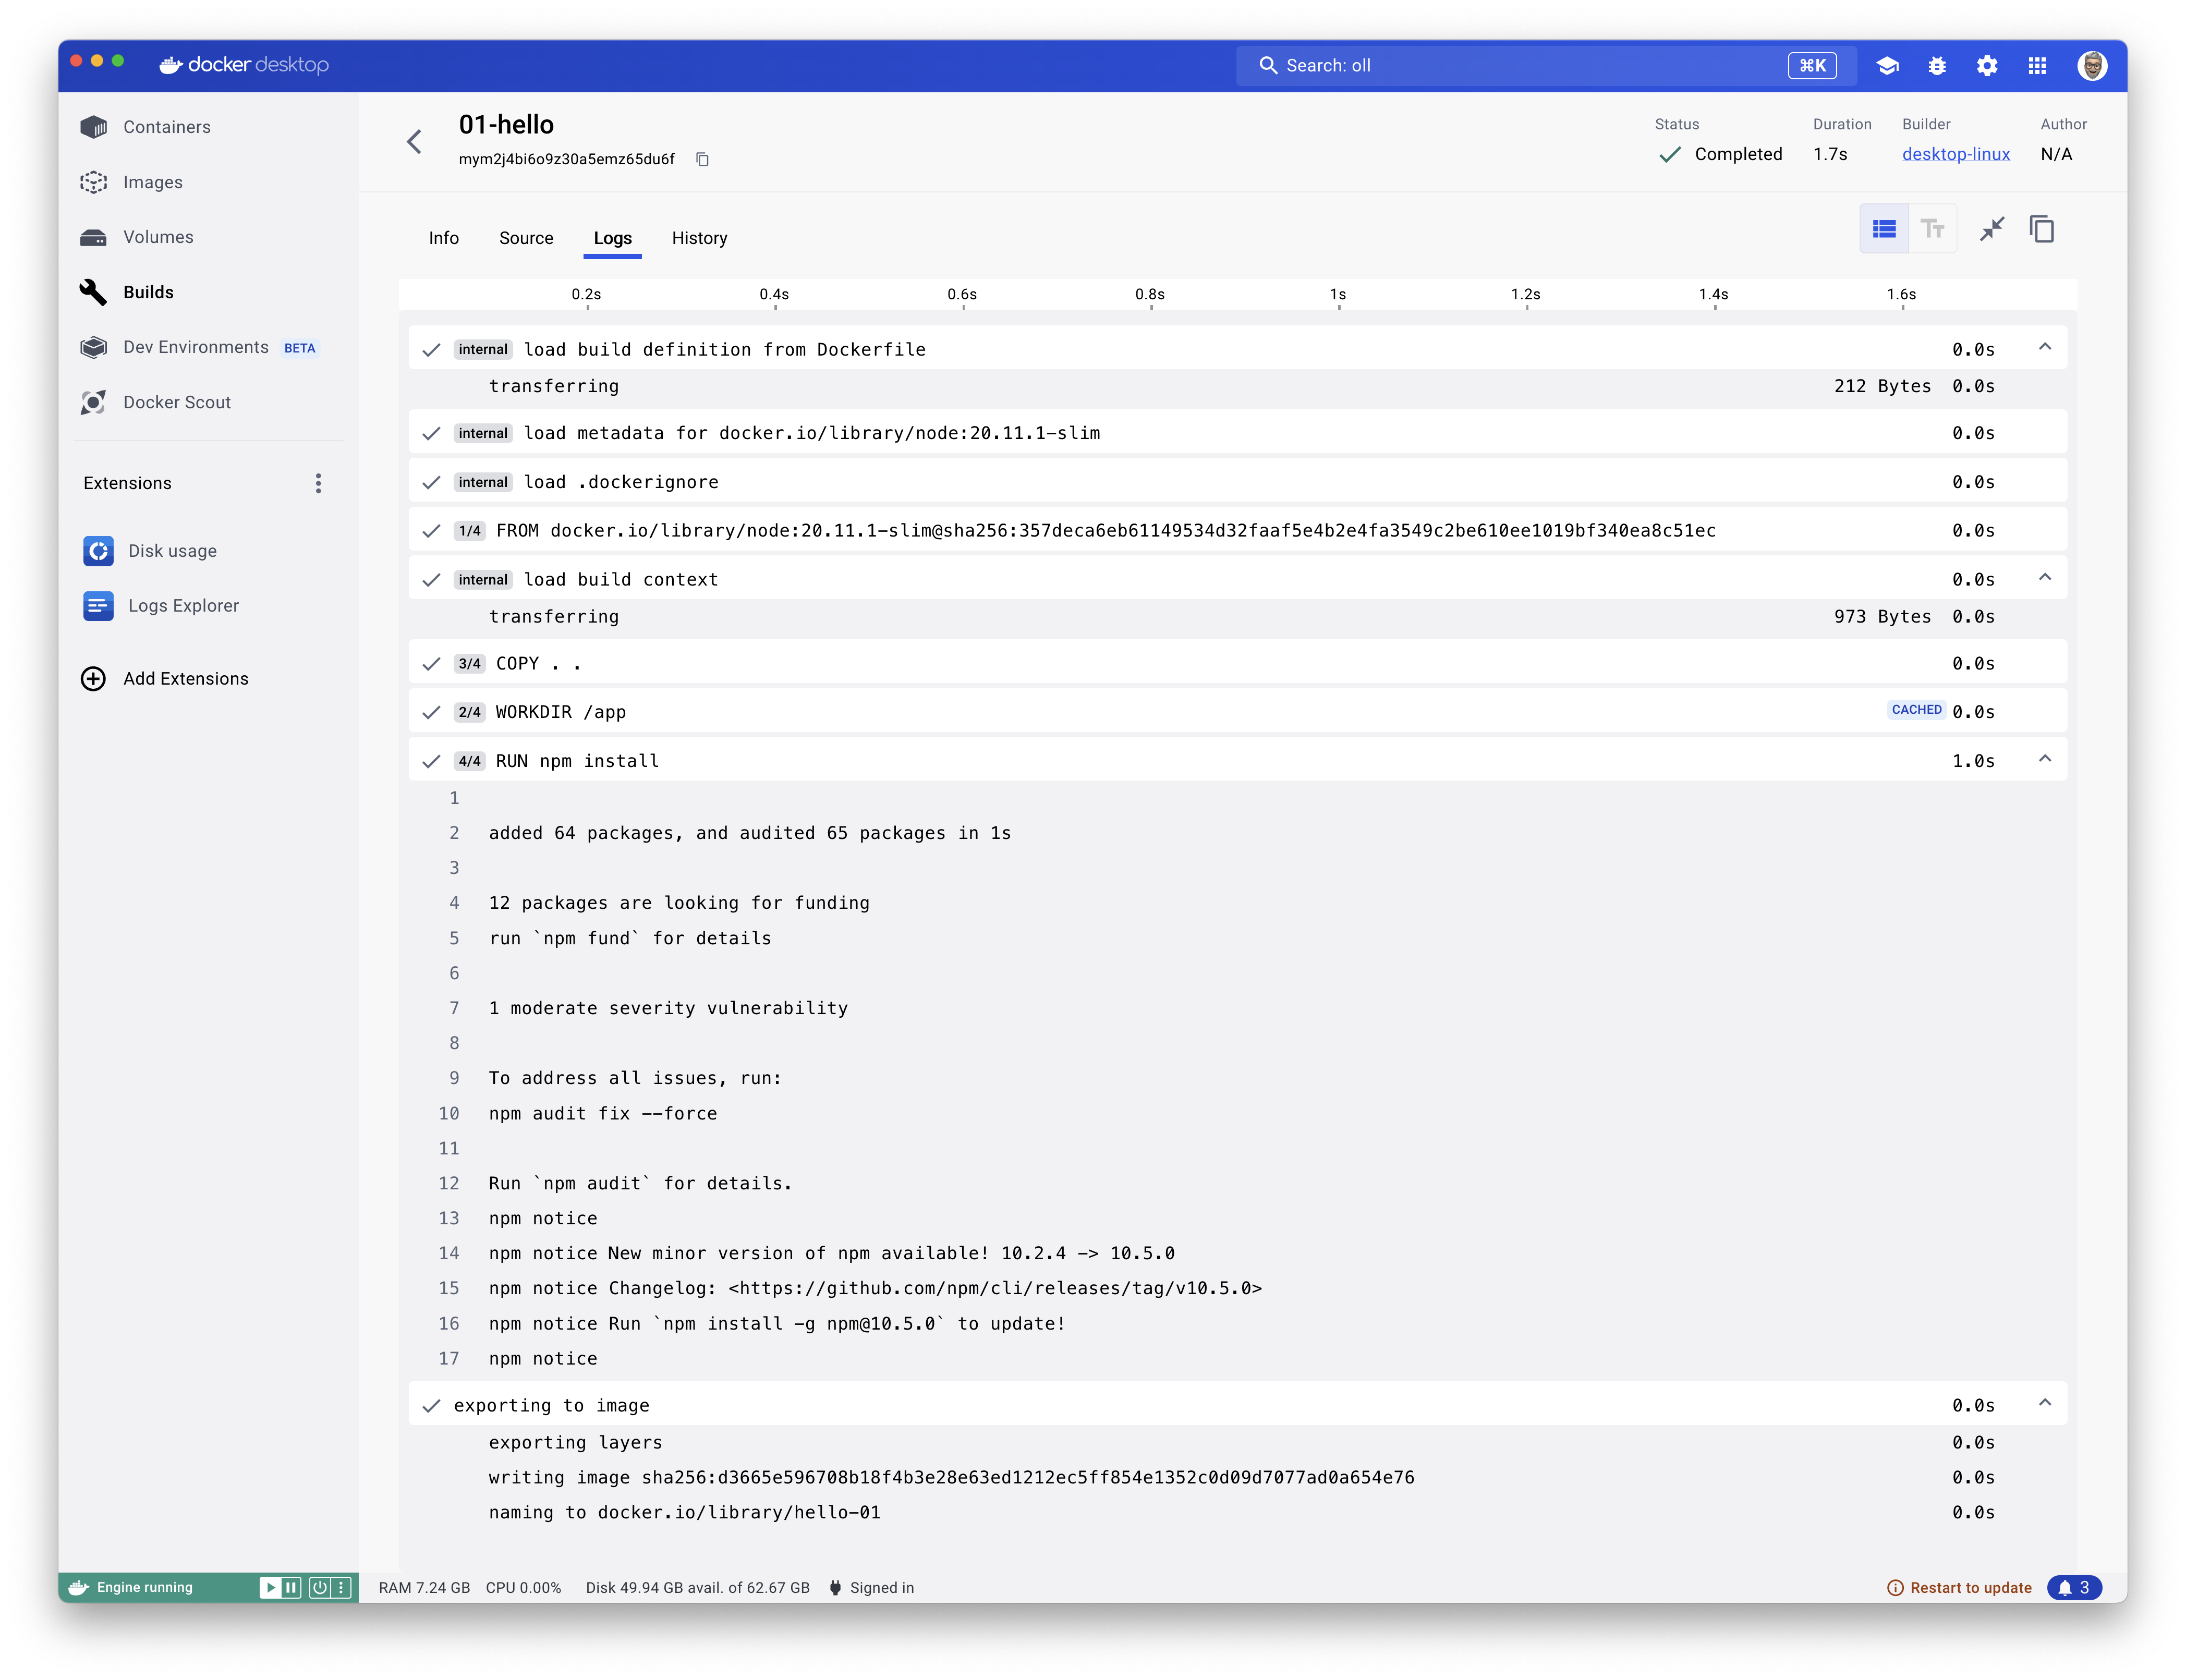 docker desktop
Search: oll
⌘K
Containers
Images
Volumes
Builds
Dev Environments BETA
Docker Scout
Extensions
Disk usage
Logs Explorer
Add Extensions
01-hello
mym2j4bi6o9z30a5emz65du6f
Status
Completed
Duration
1.7s
Builder
desktop-linux
Author
N/A
Info Source Logs History
Tт
0.2s 0.4s 0.6s 0.8s 1s 1.2s 1.4s 1.6s
internal load build definition from Dockerfile 0.0s
transferring 212 Bytes 0.0s
internal load metadata for docker.io/library/node:20.11.1-slim 0.0s
internal load .dockerignore 0.0s
1/4 FROM docker.io/library/node:20.11.1-slim@sha256:357deca6eb61149534d32faaf5e4b2e4fa3549c2be610ee1019bf340ea8c51ec 0.0s
internal load build context 0.0s
transferring 973 Bytes 0.0s
3/4 COPY . . 0.0s
2/4 WORKDIR /app CACHED 0.0s
4/4 RUN npm install 1.0s
1
2 added 64 packages, and audited 65 packages in 1s
3
4 12 packages are looking for funding
5 run `npm fund` for details
6
7 1 moderate severity vulnerability
8
9 To address all issues, run:
10 npm audit fix --force
11
12 Run `npm audit` for details.
13 npm notice
14 npm notice New minor version of npm available! 10.2.4 -> 10.5.0
15 npm notice Changelog: <https://github.com/npm/cli/releases/tag/v10.5.0>
16 npm notice Run `npm install -g npm@10.5.0` to update!
17 npm notice
exporting to image 0.0s
exporting layers 0.0s
writing image sha256:d3665e596708b18f4b3e28e63ed1212ec5ff854e1352c0d09d7077ad0a654e76 0.0s
naming to docker.io/library/hello-01 0.0s
Engine running
RAM 7.24 GB CPU 0.00% Disk 49.94 GB avail. of 62.67 GB Signed in
Restart to update
3